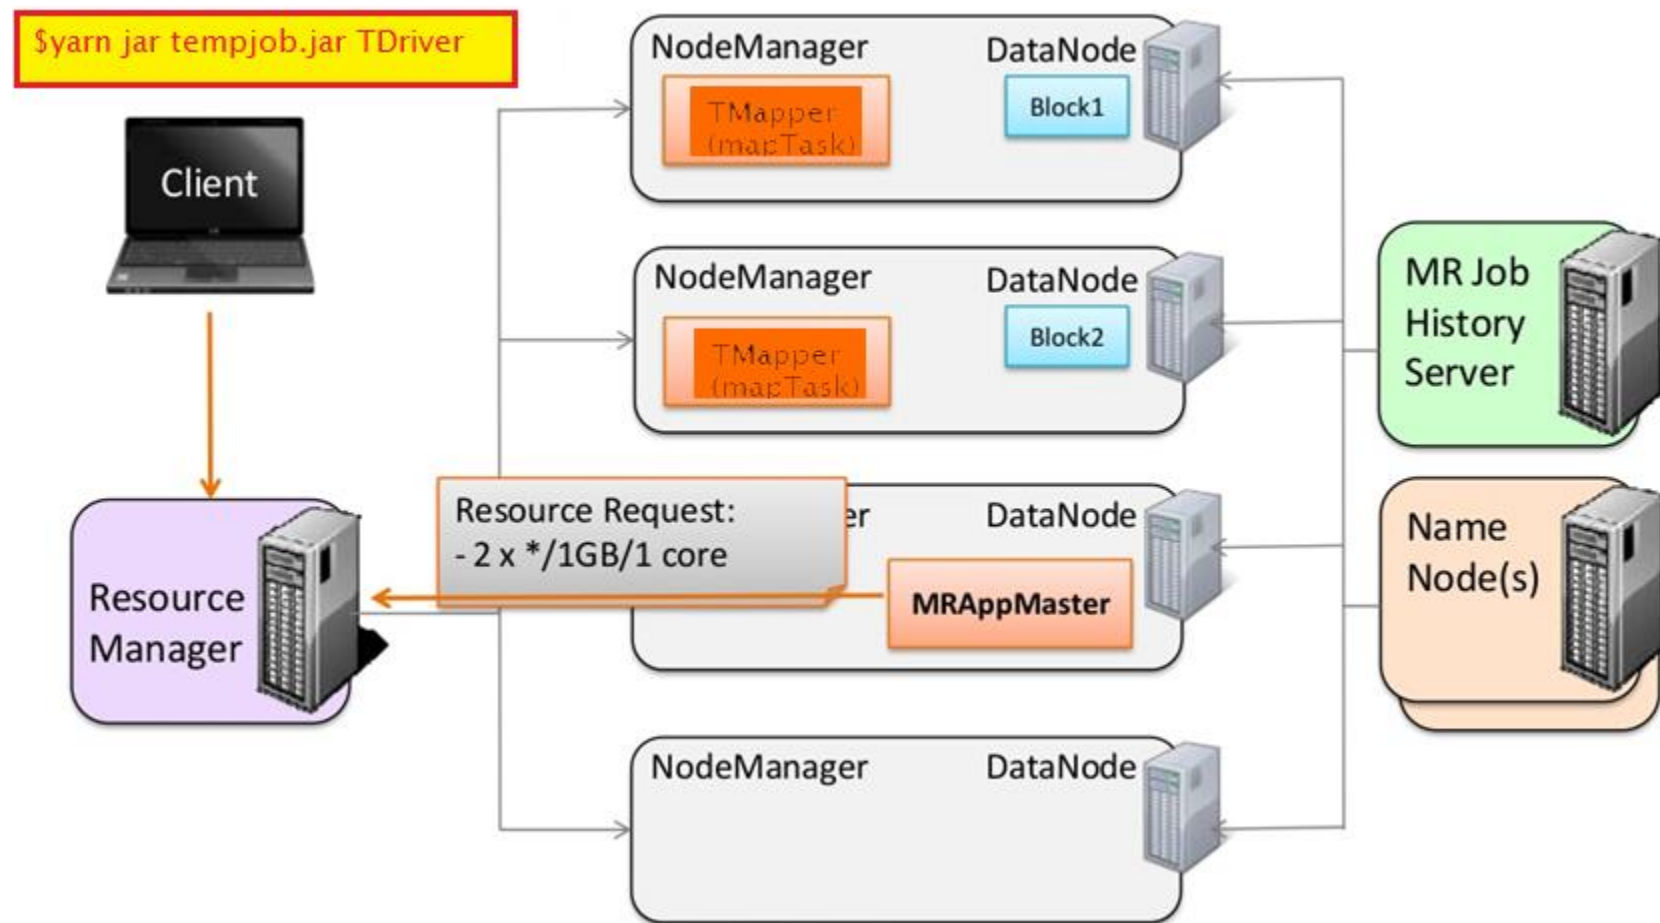 $yarn jar tempjob.jar TDriver
Client
NodeManager
DataNode
TMapper
(mapTask)
Block1
NodeManager
DataNode
TMapper
(mapTask)
Block2
MR Job
History
Server
Resource Request:
- 2 x */1GB/1 core
er
DataNode
MRAppMaster
Resource
Manager
Name
Node(s)
NodeManager
DataNode